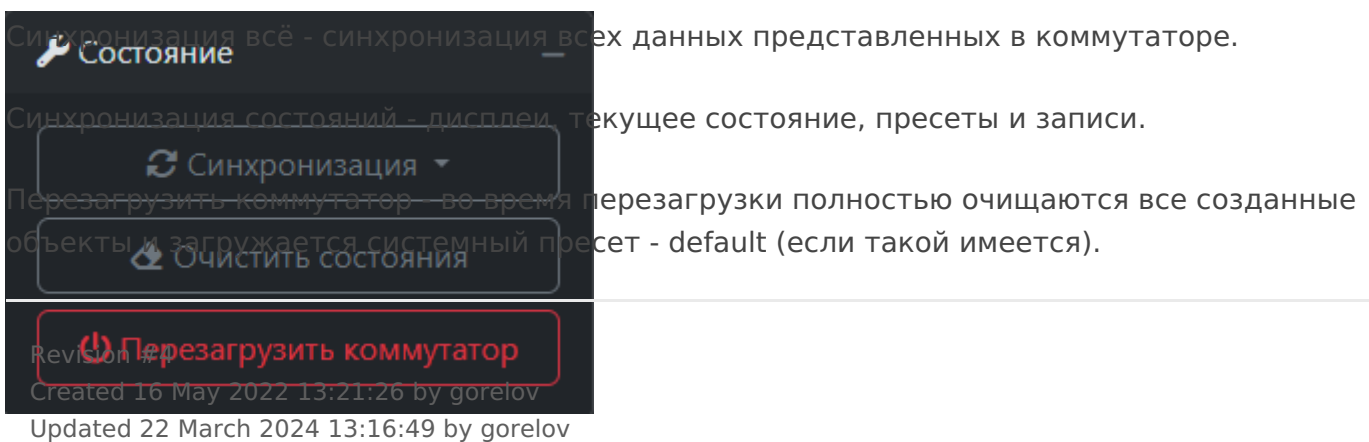 Синхронизация всё - синхронизация всех данных представленных в коммутаторе.
Состояние
Синхронизация состояний - дисплеи, текущее состояние, пресеты и записи.
Синхронизация
Перезагрузить коммутатор - во время перезагрузки полностью очищаются все созданные
объекты и загружается системный пресет - default (если такой имеется).
Очистить состояния
Перезагрузить коммутатор
Revision #4
Created 16 May 2022 13:21:26 by gorelov
Updated 22 March 2024 13:16:49 by gorelov